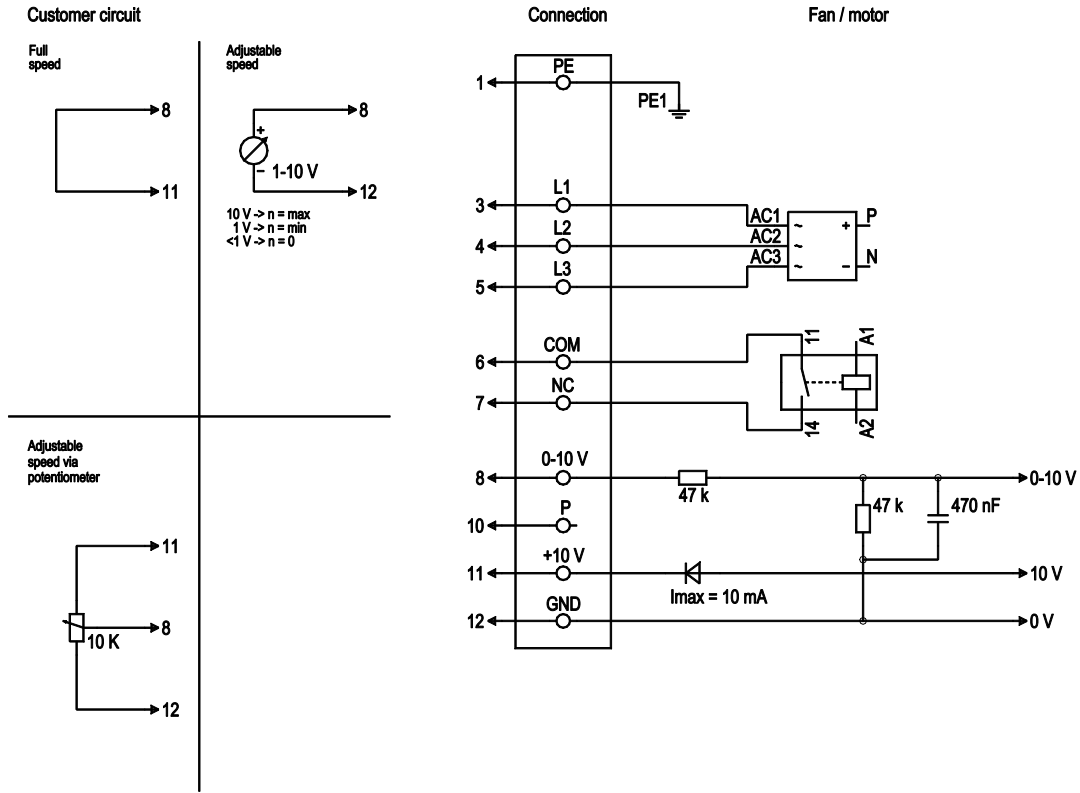 Customer circuit
Connection
Fan / motor
Full
speed
8
11
Adjustable
speed
8
+
–
1-10 V
12
10 V -> n = max
1 V -> n = min
<1 V -> n = 0
Adjustable
speed via
potentiometer
11
8
10 K
12
1
PE
PE1
3
L1
4
L2
5
L3
AC1
AC2
AC3
~
~
~
+
–
P
N
6
COM
7
NC
11
14
A1
A2
8
0-10 V
47 k
47 k
470 nF
0-10 V
10
P
11
+10 V
Imax = 10 mA
10 V
12
GND
0 V